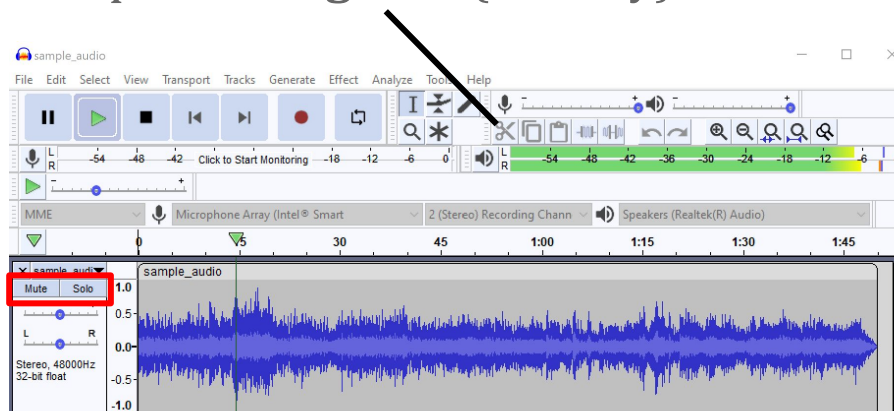 sample_audio
File Edit Select View Transport Tracks Generate Effect Analyze Tools Help
L R -54 -48 -42 Click to Start Monitoring -18 -12 -6 0
L R -54 -48 -42 -36 -30 -24 -18 -12 -6
MME Microphone Array (Intel® Smart 2 (Stereo) Recording Chann Speakers (Realtek(R) Audio)
0 30 45 1:00 1:15 1:30 1:45
sample_audio
Mute Solo 1.0
0.5
L R
0.0
Stereo, 48000Hz
32-bit float
-0.5
-1.0